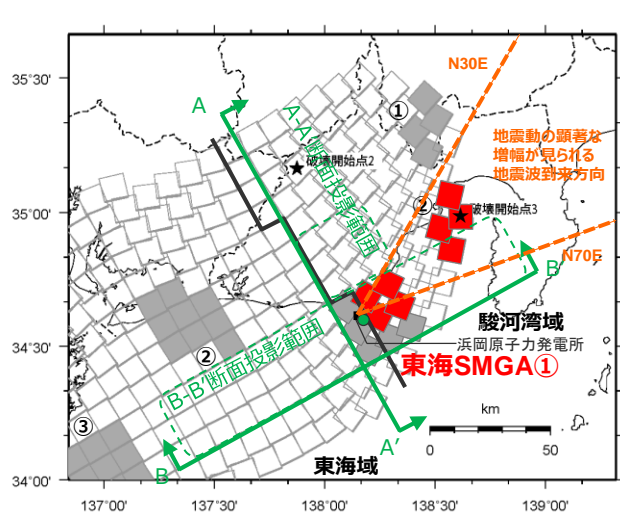 N30E
35°30'
A
①
A-A'断面投影範囲
地震動の顕著な
増幅が見られる
地震波到来方向
破壊開始点2
②
破壊開始点3
35°00'
N70E
B'
駿河湾域
浜岡原子力発電所
34°30'
②
B-B'断面投影範囲
東海SMGA①
③
km
0
50
A'
東海域
B
34°00'
137°00'
137°30'
138°00'
138°30'
139°00'